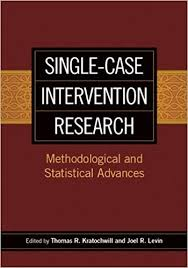 SINGLE-CASE
INTERVENTION
RESEARCH
Methodological and
Statistical Advances
Edited by Thomas R. Kratochwill and Joel R. Levin